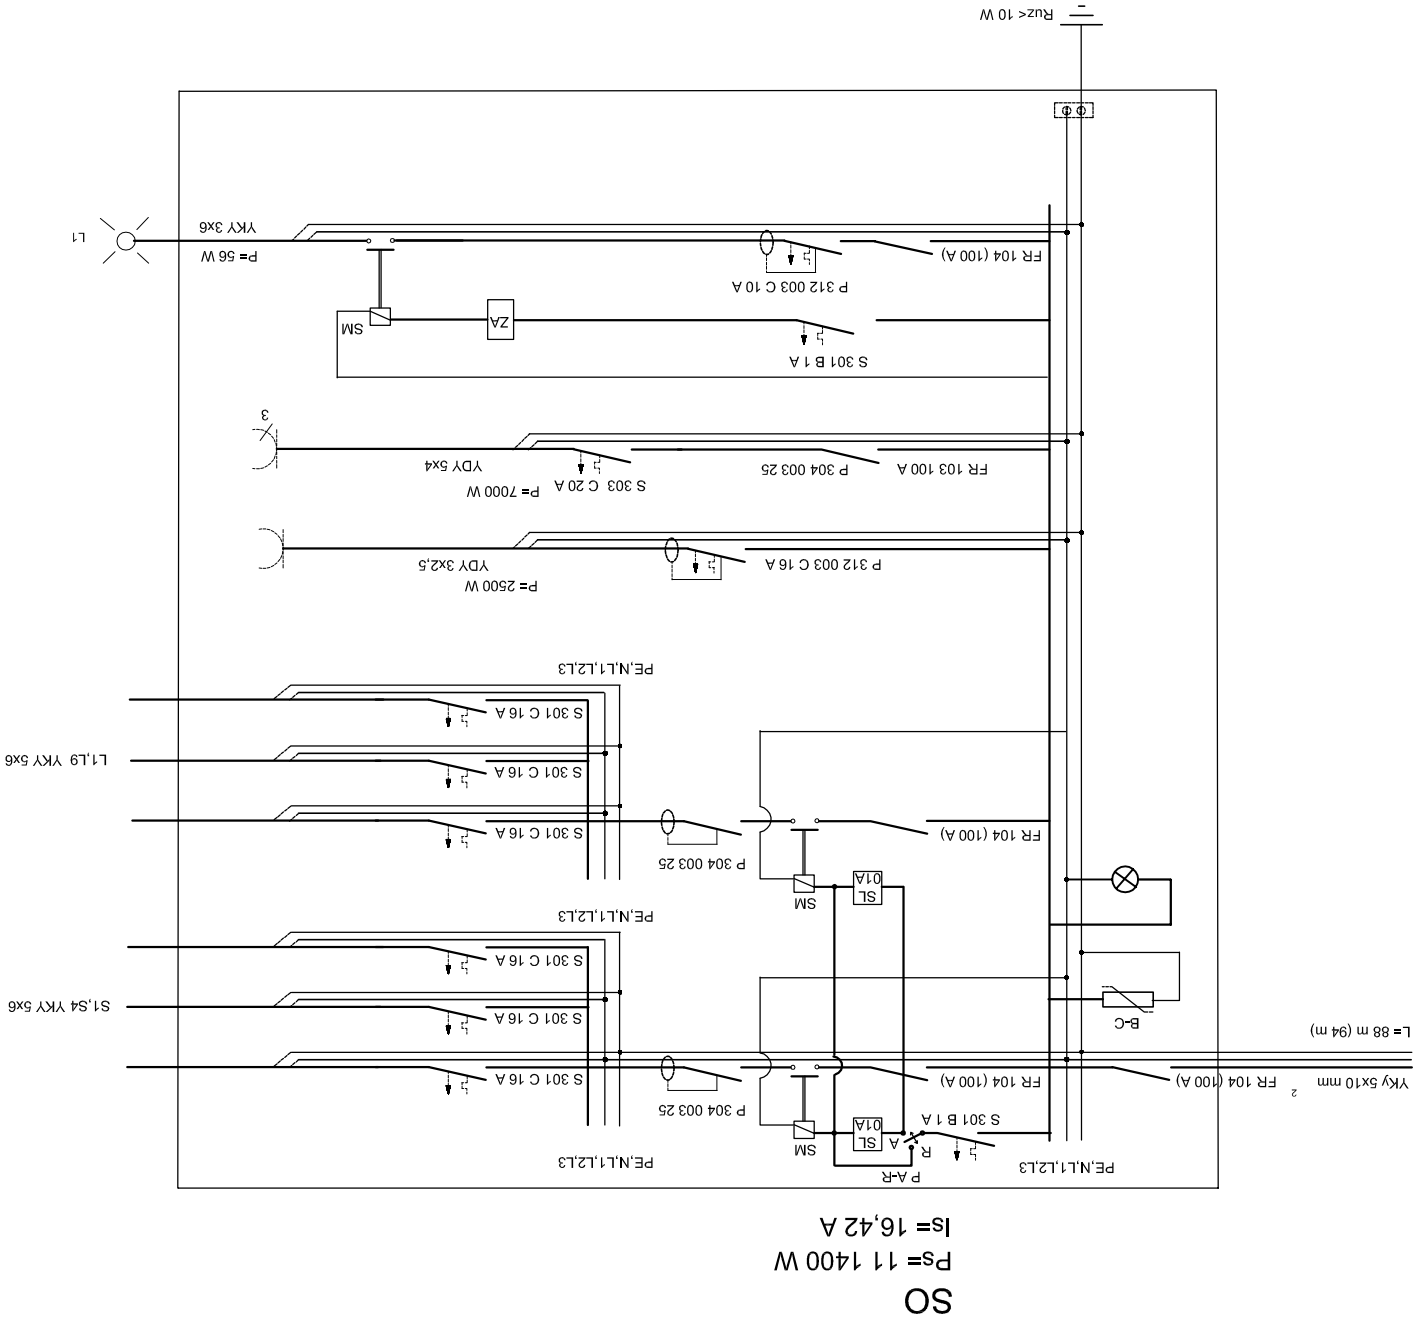 SO
Ps= 11 1400 W
Is= 16,42 A
P A-R
PE,N,L1,L2,L3
PE,N,L1,L2,L3
R
A
SL
01A
SM
S 301 B 1 A
P 304 003 25
YKy 5x10 mm 2
FR 104 (100 A)
FR 104 (100 A)
S 301 C 16 A
L= 88 m (94 m)
B-C
S 301 C 16 A
S1,S4 YKY 5x6
S 301 C 16 A
PE,N,L1,L2,L3
SM
SL
01A
P 304 003 25
FR 104 (100 A)
S 301 C 16 A
S 301 C 16 A
L1,L9 YKY 5x6
S 301 C 16 A
PE,N,L1,L2,L3
P= 2500 W
P 312 003 C 16 A
YDY 3x2,5
P= 7000 W
S 303 C 20 A
FR 103 100 A
P 304 003 25
YDY 5x4
3
S 301 B 1 A
ZA
SM
P 312 003 C 10 A
FR 104 (100 A)
P= 56 W
YKY 3x6
L1
Ruz< 10 W